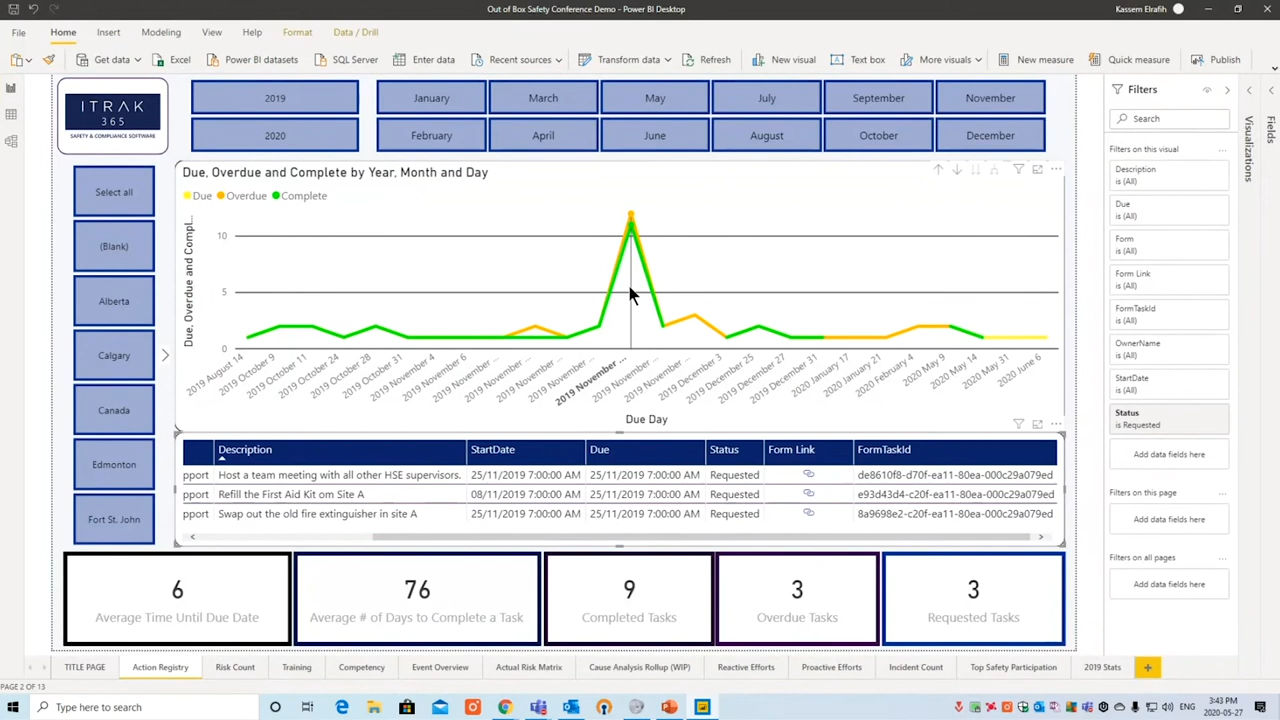 Out of Box Safety Conference Demo - Power BI Desktop
Kassem Elrafih
File Home Insert Modeling View Help Format Data / Drill
Get data Excel Power BI datasets SQL Server Enter data Recent sources Transform data Refresh New visual Text box More visuals New measure Quick measure Publish
ITRAK
365
SAFETY & COMPLIANCE SOFTWARE
2019 January March May July September November
2020 February April June August October December
Select all
(Blank)
Alberta
Calgary
Canada
Edmonton
Fort St. John
Due, Overdue and Complete by Year, Month and Day
Due Overdue Complete
Due, Overdue and Compl...
10
5
0
2019 August 14
2019 October 9
2019 October 11
2019 October 24
2019 October 31
2019 November 4
2019 November 6
2019 November ...
2019 November ...
2019 November ...
2019 November ...
2019 November ...
2019 November ...
2019 December 3
2019 December 25
2019 December 27
2019 December 31
2020 January 17
2020 January 21
2020 February 4
2020 May 9
2020 May 14
2020 May 31
2020 June 6
Due Day
Description StartDate Due Status Form Link FormTaskId
pport Host a team meeting with all other HSE supervisors. 25/11/2019 7:00:00 AM 25/11/2019 7:00:00 AM Requested de8610f8-d70f-ea11-80ea-000c29a079ed
pport Refill the First Aid Kit om Site A 08/11/2019 7:00:00 AM 25/11/2019 7:00:00 AM Requested e93d43d4-c20f-ea11-80ea-000c29a079ed
pport Swap out the old fire extinguisher in site A 25/11/2019 7:00:00 AM 25/11/2019 7:00:00 AM Requested 8a9698e2-c20f-ea11-80ea-000c29a079ed
6
Average Time Until Due Date
76
Average # of Days to Complete a Task
9
Completed Tasks
3
Overdue Tasks
3
Requested Tasks
Filters
Search
Filters on this visual
Description
is (All)
Due
is (All)
Form
is (All)
Form Link
is (All)
FormTaskId
is (All)
OwnerName
is (All)
StartDate
is (All)
Status
is Requested
Add data fields here
Filters on this page
Add data fields here
Filters on all pages
Add data fields here
Visualizations
Fields
TITLE PAGE Action Registry Risk Count Training Competency Event Overview Actual Risk Matrix Cause Analysis Rollup (WIP) Reactive Efforts Proactive Efforts Incident Count Top Safety Participation 2019 Stats
PAGE 2 OF 13
Type here to search
3:43 PM
2020-05-27